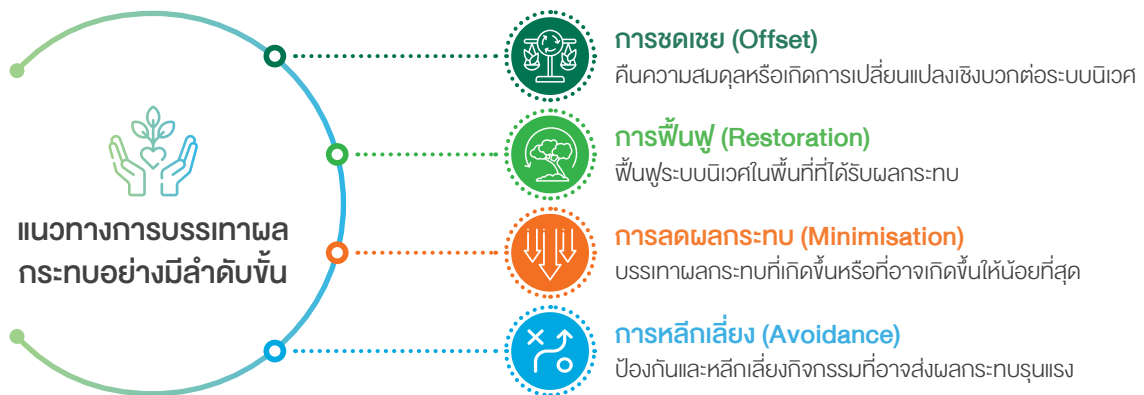 แนวทางการบรรเทาผล
กระทบอย่างมีลำดับขั้น
การชดเชย (Offset)
คืนความสมดุลหรือเกิดการเปลี่ยนแปลงเชิงบวกต่อระบบนิเวศ
การฟื้นฟู (Restoration)
ฟื้นฟูระบบนิเวศในพื้นที่ที่ได้รับผลกระทบ
การลดผลกระทบ (Minimisation)
บรรเทาผลกระทบที่เกิดขึ้นหรือที่อาจเกิดขึ้นให้น้อยที่สุด
การหลีกเลี่ยง (Avoidance)
ป้องกันและหลีกเลี่ยงกิจกรรมที่อาจส่งผลกระทบรุนแรง